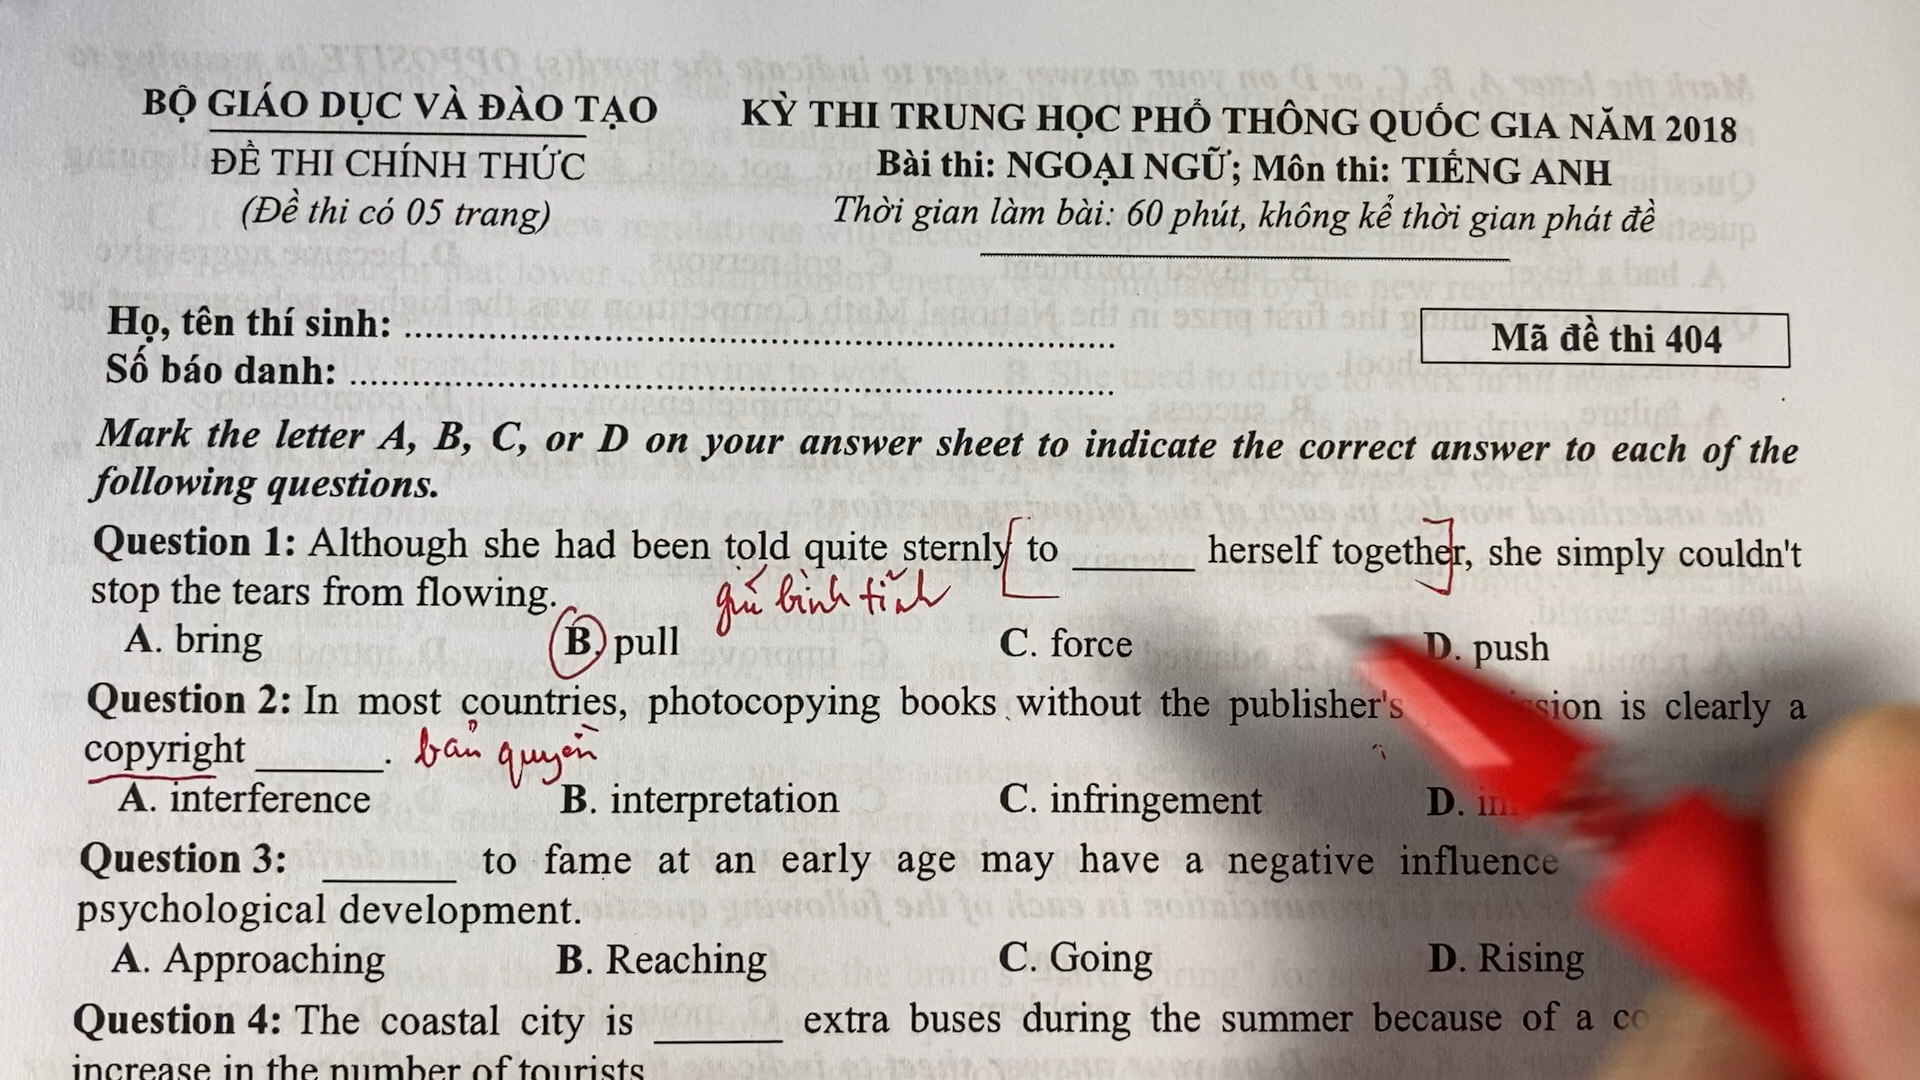 BỘ GIÁO DỤC VÀ ĐÀO TẠO
ĐỀ THI CHÍNH THỨC
(Đề thi có 05 trang)
KỲ THI TRUNG HỌC PHỔ THÔNG QUỐC GIA NĂM 2018
Bài thi: NGOẠI NGỮ; Môn thi: TIẾNG ANH
Thời gian làm bài: 60 phút, không kể thời gian phát đề
Họ, tên thí sinh: ..........
Số báo danh: ..........
Mã đề thi 404
Mark the letter A, B, C, or D on your answer sheet to indicate the correct answer to each of the
following questions.
Question 1: Although she had been told quite sternly to ______ herself together, she simply couldn't
stop the tears from flowing.
giữ bình tĩnh
A. bring B. pull C. force D. push
Question 2: In most countries, photocopying books without the publisher's is clearly a
copyright ______. bản quyền
A. interference B. interpretation C. infringement D.
Question 3: ______ to fame at an early age may have a negative influence
psychological development.
A. Approaching B. Reaching C. Going D. Rising
Question 4: The coastal city is ______ extra buses during the summer because of a
increase in the number of tourists